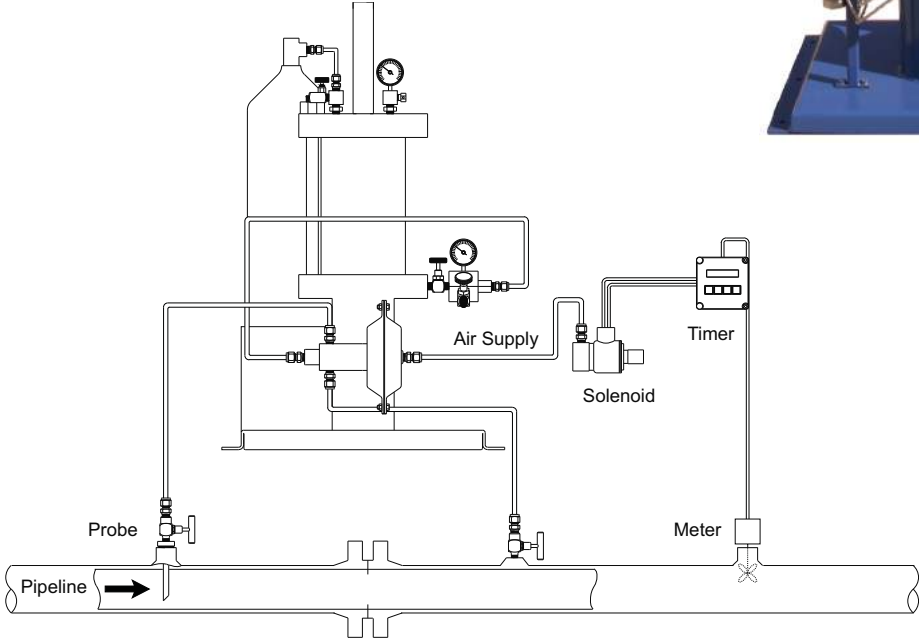 Air Supply
Timer
Solenoid
Probe
Meter
Pipeline